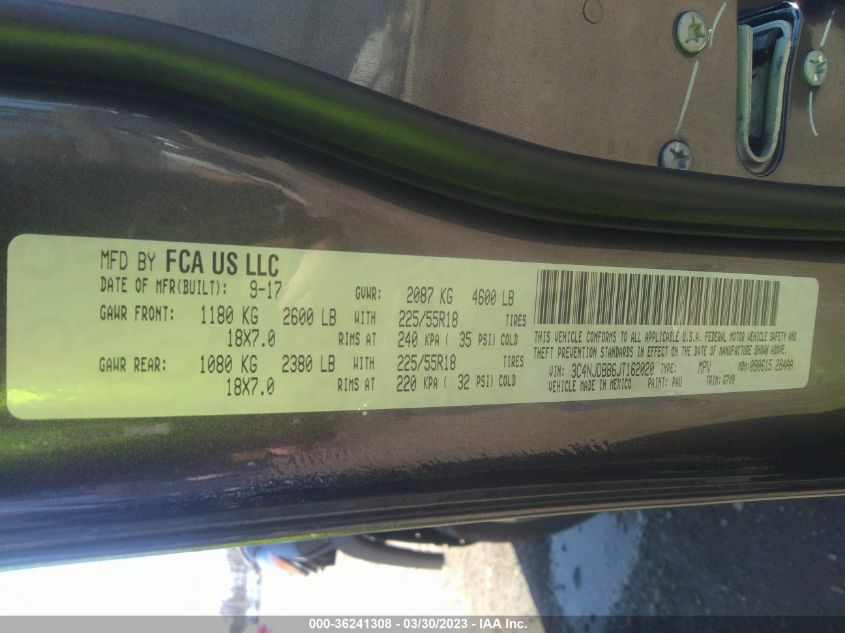 MFD BY FCA US LLC
DATE OF MFR(BUILT): 9-17 GVWR: 2087 KG 4600 LB
GAWR FRONT: 1180 KG 2600 LB WITH 225/55R18 TIRES
18X7.0 RIMS AT 240 KPA ( 35 PSI) COLD
GAWR REAR: 1080 KG 2380 LB WITH 225/55R18 TIRES
18X7.0 RIMS AT 220 KPA ( 32 PSI) COLD
THIS VEHICLE CONFORMS TO ALL APPLICABLE U.S.A. FEDERAL MOTOR VEHICLE SAFETY AND
THEFT PREVENTION STANDARDS IN EFFECT ON THE DATE OF MANUFACTURE SHOWN ABOVE.
VIN: 3C4NJDBB6JT162020 TYPE: MPV MDH: 090615 284AA
VEHICLE MADE IN MEXICO PAINT: PAU TRIM: G7X9
000-36241308 - 03/30/2023 - IAA Inc.